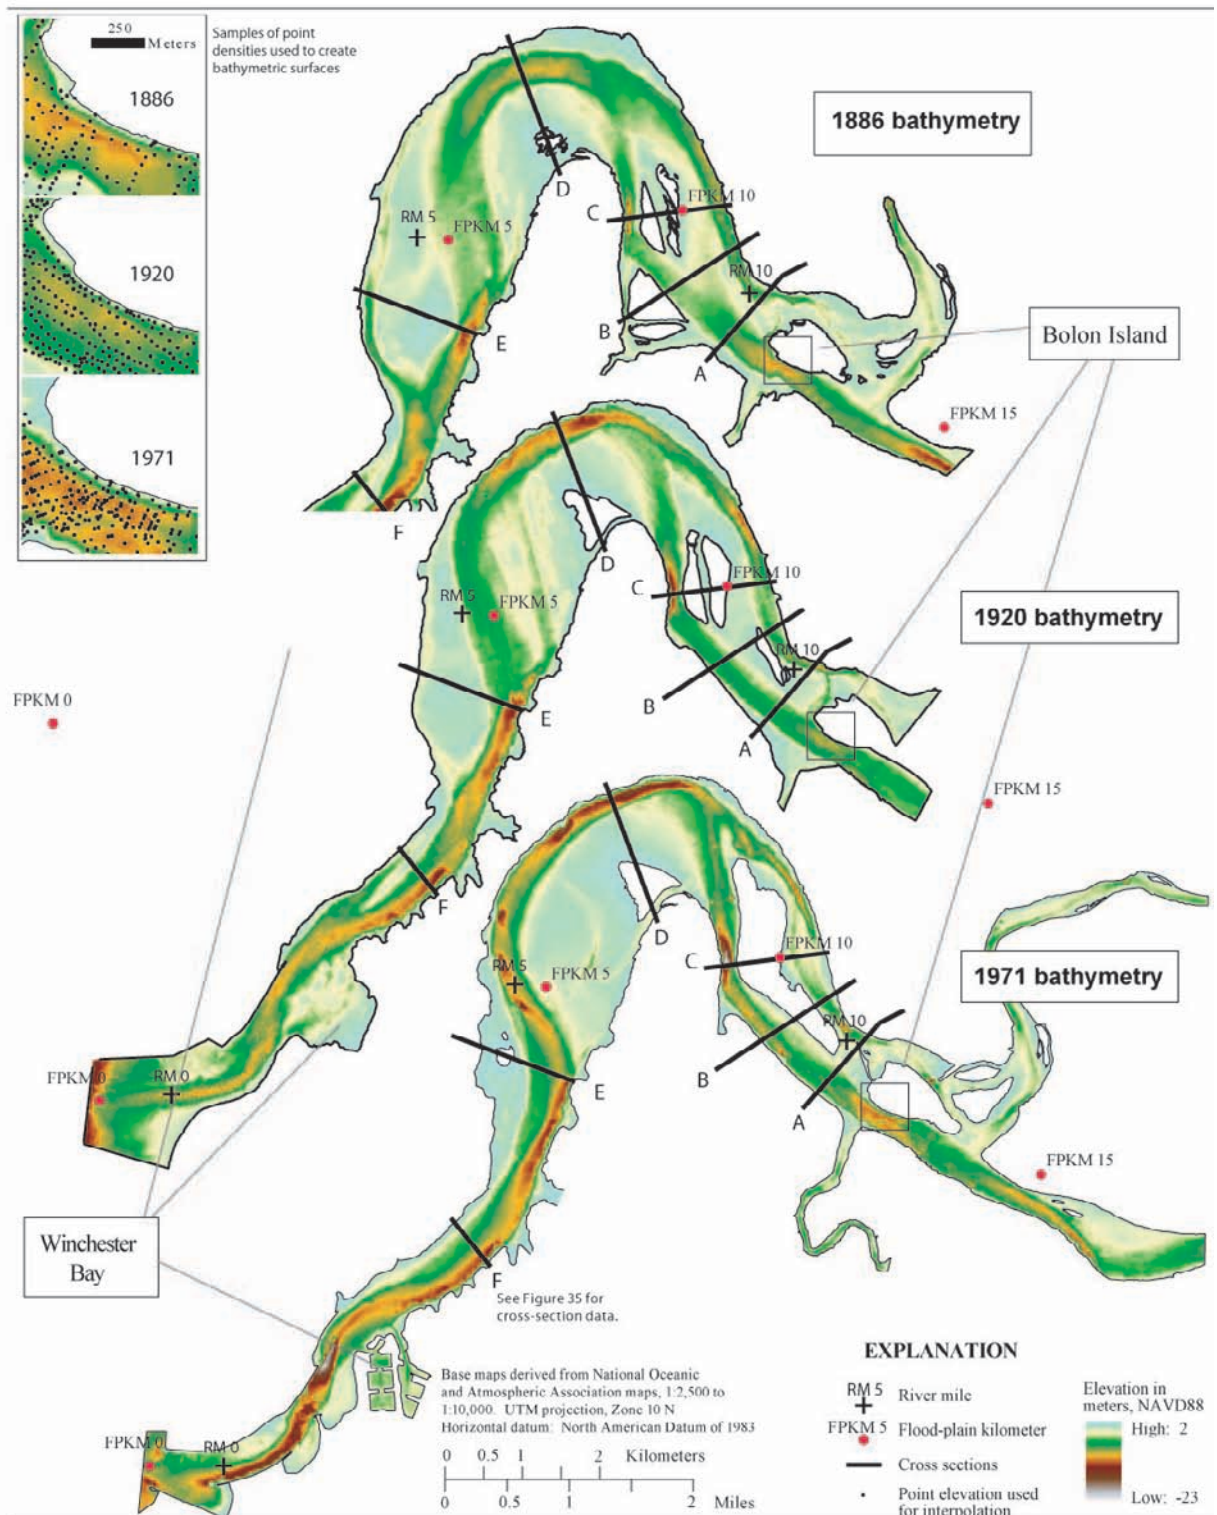 250
Meters
1886
1920
1971
Samples of point
densities used to create
bathymetric surfaces
1886 bathymetry
D
C
FPKM 10
RM 5
FPKM 5
RM 10
B
E
A
Bolon Island
FPKM 15
F
D
C
FPKM 10
RM 5
FPKM 5
1920 bathymetry
RM 10
E
B
A
FPKM 0
FPKM 15
F
D
C
FPKM 10
RM 5
FPKM 5
1971 bathymetry
RM 10
FPKM 0
RM 0
E
B
A
FPKM 15
Winchester
Bay
F
See Figure 35 for
cross-section data.
FPKM 0
RM 0
Base maps derived from National Oceanic
and Atmospheric Association maps, 1:2,500 to
1:10,000. UTM projection, Zone 10 N
Horizontal datum: North American Datum of 1983
0 0.5 1 2 Kilometers
0 0.5 1 2 Miles
EXPLANATION
RM 5 River mile
FPKM 5 Flood-plain kilometer
Cross sections
Point elevation used
for interpolation
Elevation in
meters, NAVD88
High: 2
Low: -23